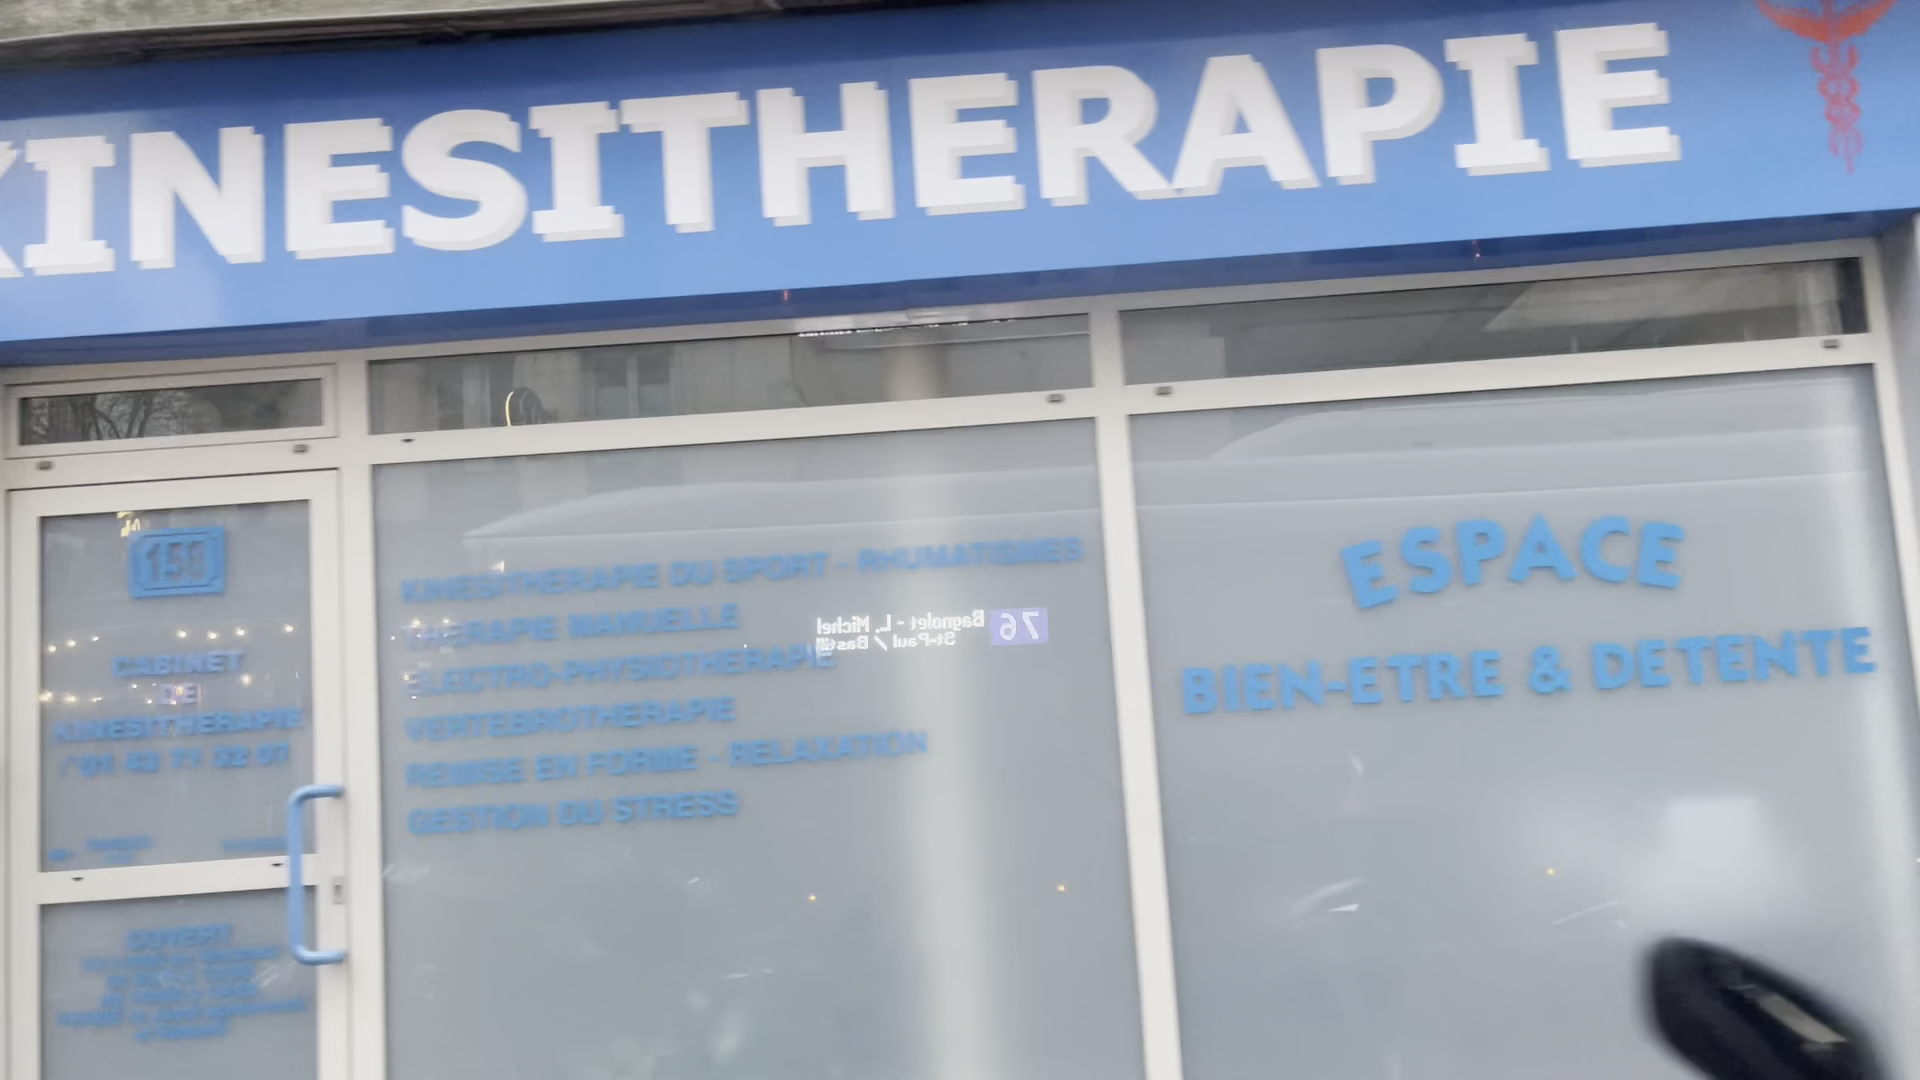 KINESITHERAPIE
CABINET
DE
KINESITHERAPIE
OUVERT
KINESITHERAPIE DU SPORT - RHUMATISMES
THERAPIE MANUELLE
ELECTRO-PHYSIOTHERAPIE
VERTEBROTHERAPIE
REMISE EN FORME - RELAXATION
GESTION DU STRESS
76 Bagnolet - L. Michel
St-Paul / Bastille
ESPACE
BIEN-ETRE & DETENTE